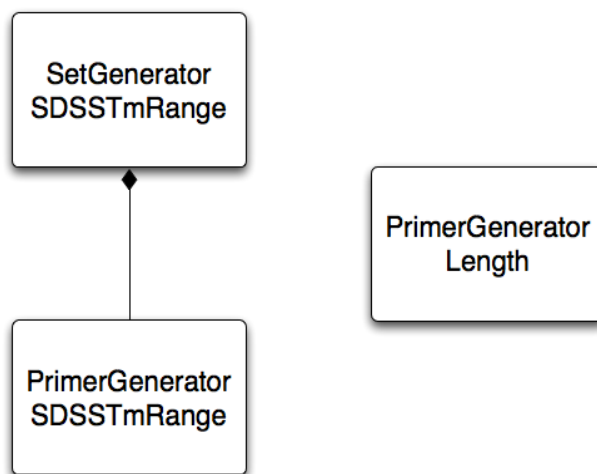 SetGenerator
SDSSTmRange
PrimerGenerator
Length
PrimerGenerator
SDSSTmRange